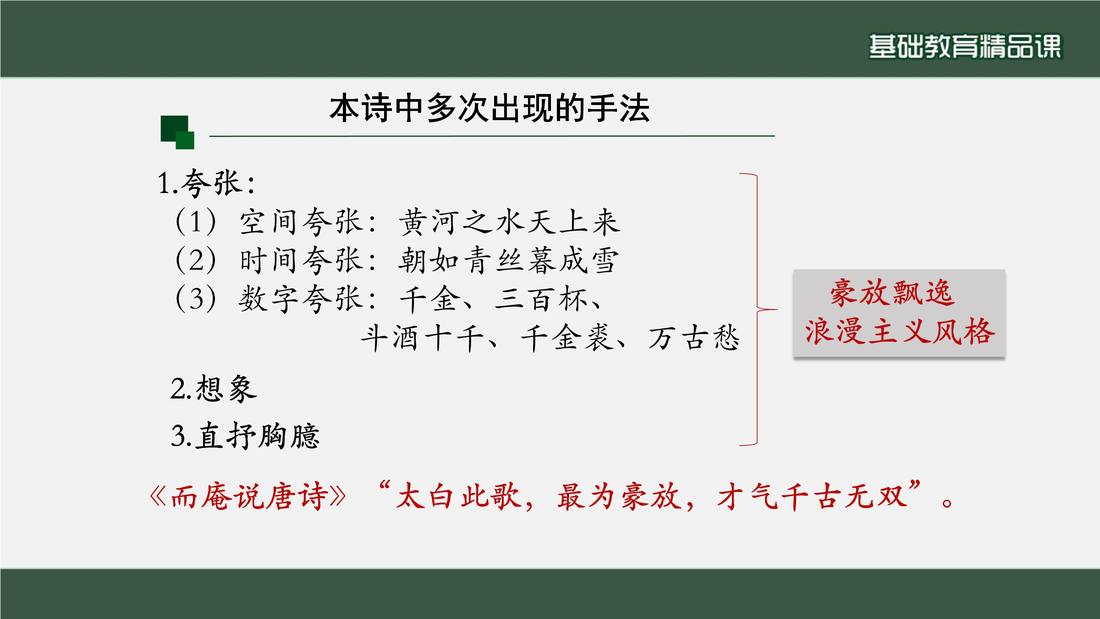 基础教育精品课
本诗中多次出现的手法
1.夸张：
（1）空间夸张：黄河之水天上来
（2）时间夸张：朝如青丝暮成雪
（3）数字夸张：千金、三百杯、
斗酒十千、千金裘、万古愁
2.想象
3.直抒胸臆
豪放飘逸
浪漫主义风格
《而庵说唐诗》“太白此歌，最为豪放，才气千古无双”。